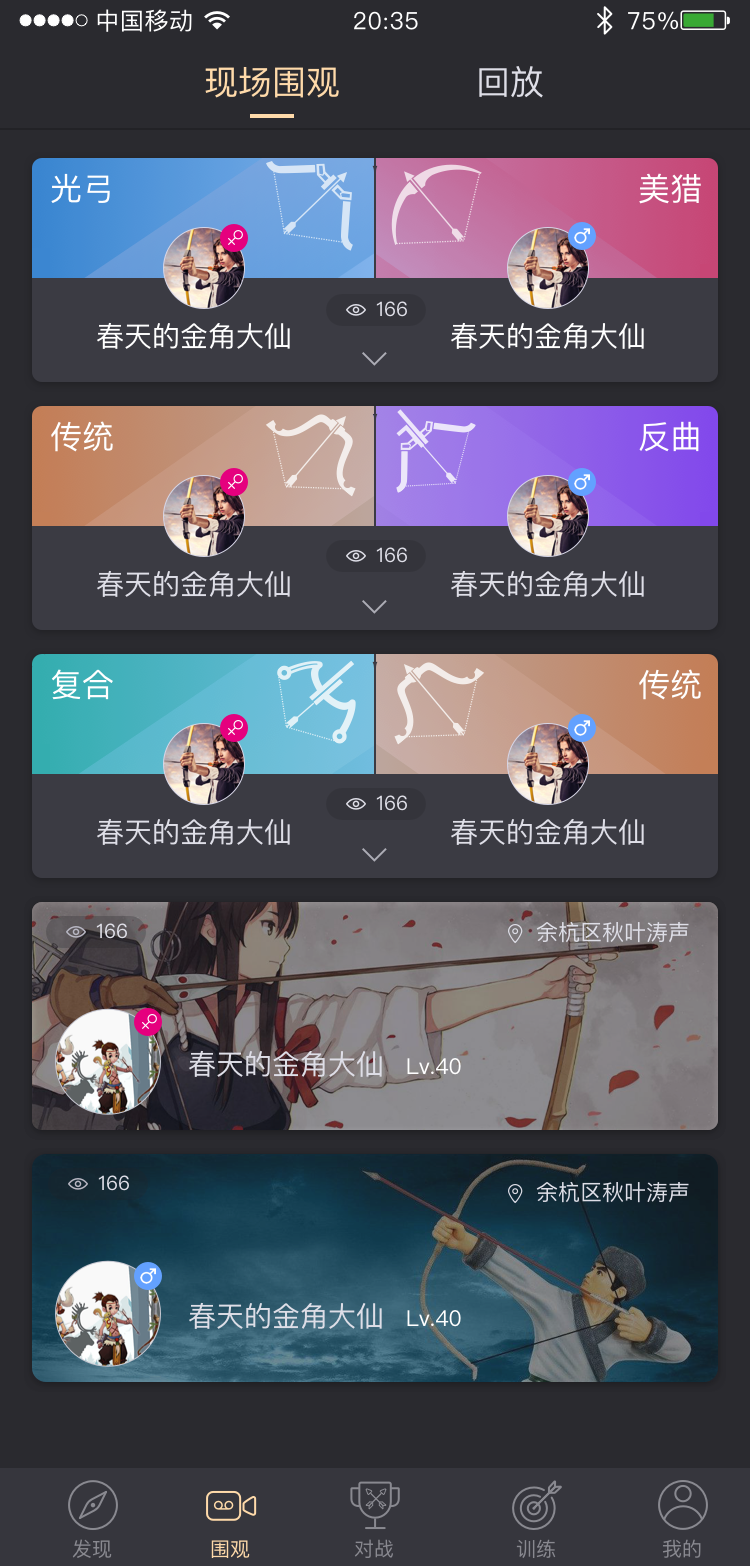 中国移动 20:35 75%
现场围观 回放
光弓 美猎
166
春天的金角大仙 春天的金角大仙
传统 反曲
166
春天的金角大仙 春天的金角大仙
复合 传统
166
春天的金角大仙 春天的金角大仙
166 余杭区秋叶涛声
春天的金角大仙 Lv.40
166 余杭区秋叶涛声
春天的金角大仙 Lv.40
发现 围观 对战 训练 我的